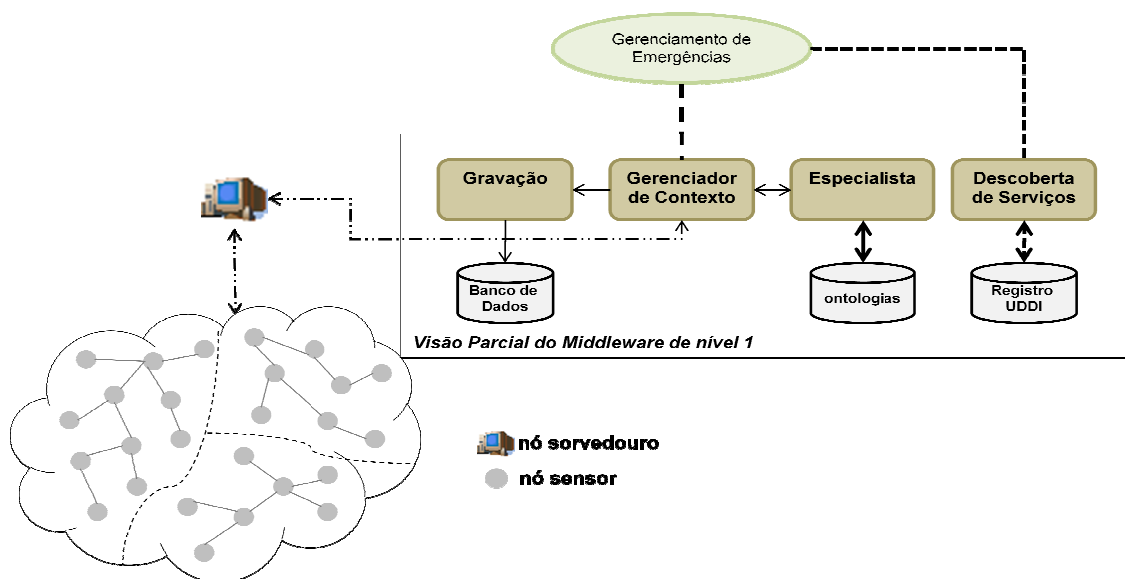 Gerenciamento de
Emergências
Gravação
Gerenciador
de Contexto
Especialista
Descoberta
de Serviços
Banco de
Dados
ontologias
Registro
UDDI
Visão Parcial do Middleware de nível 1
nó sorvedouro
nó sensor